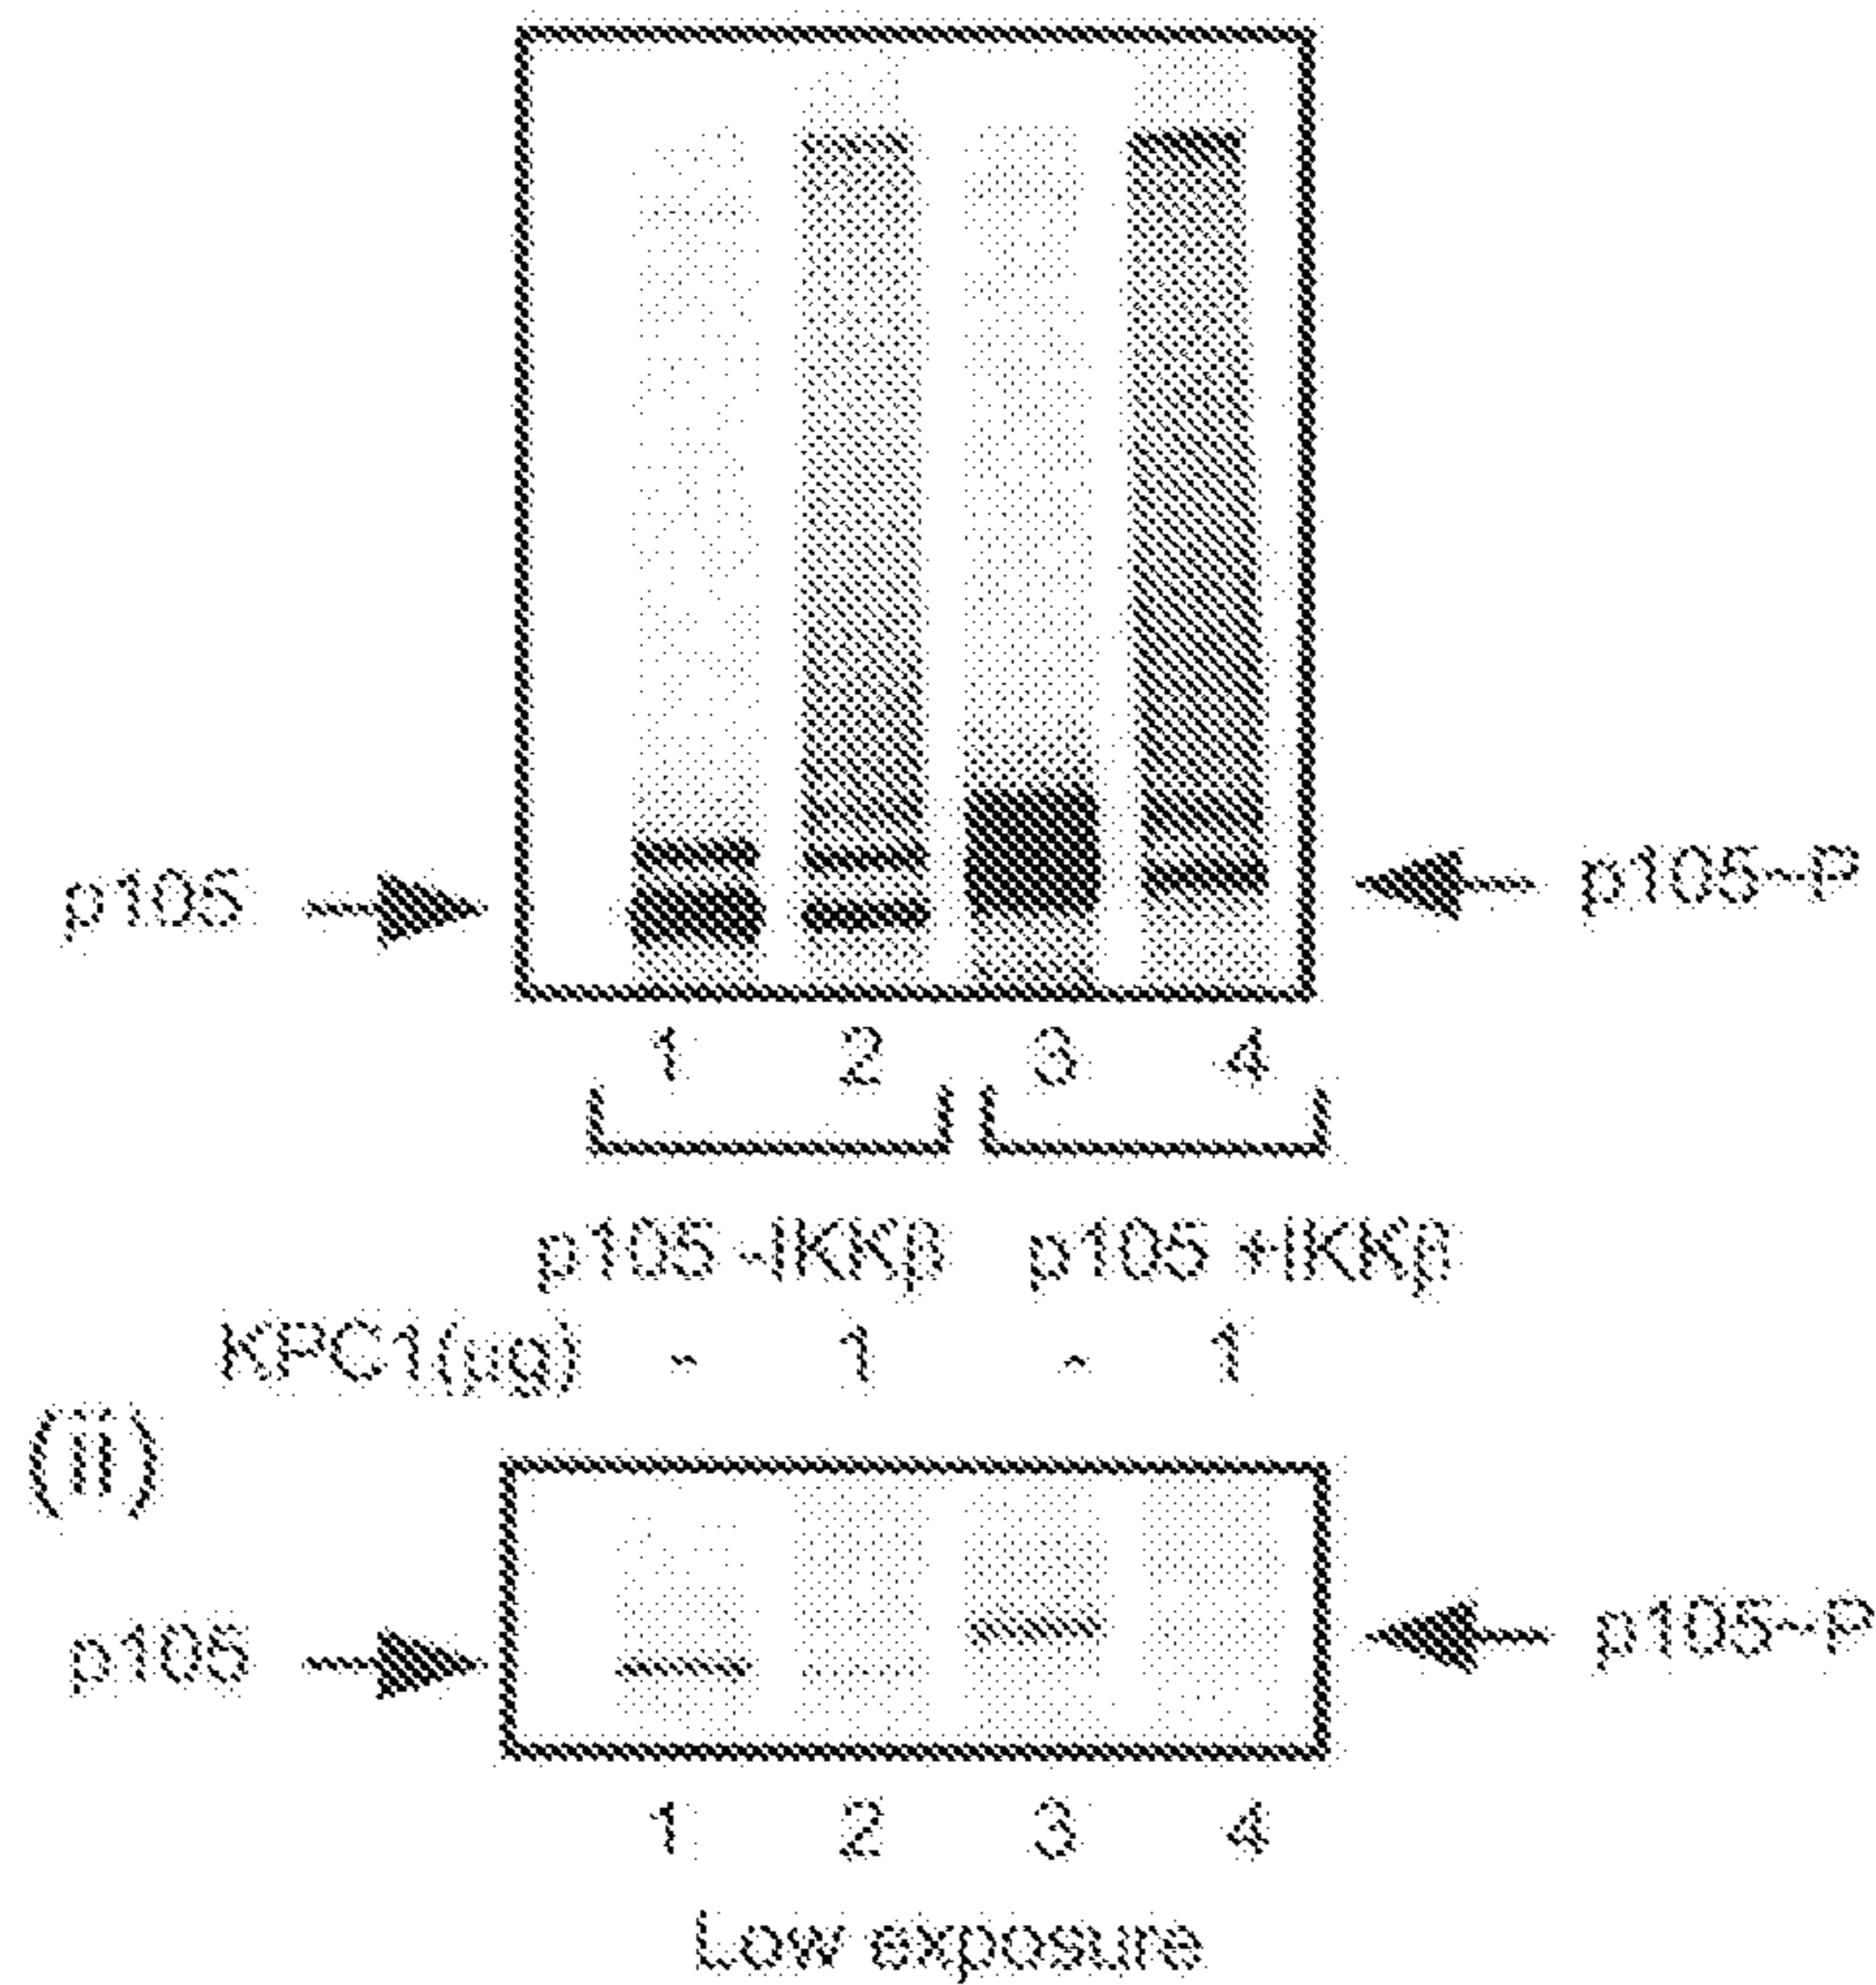 p105 p105~P
1 2 3 4
p105 -IKKβ p105 +IKKβ
KPC1(μg) - 1 - 1
(ii)
p105 p105~P
1 2 3 4
Low exposure